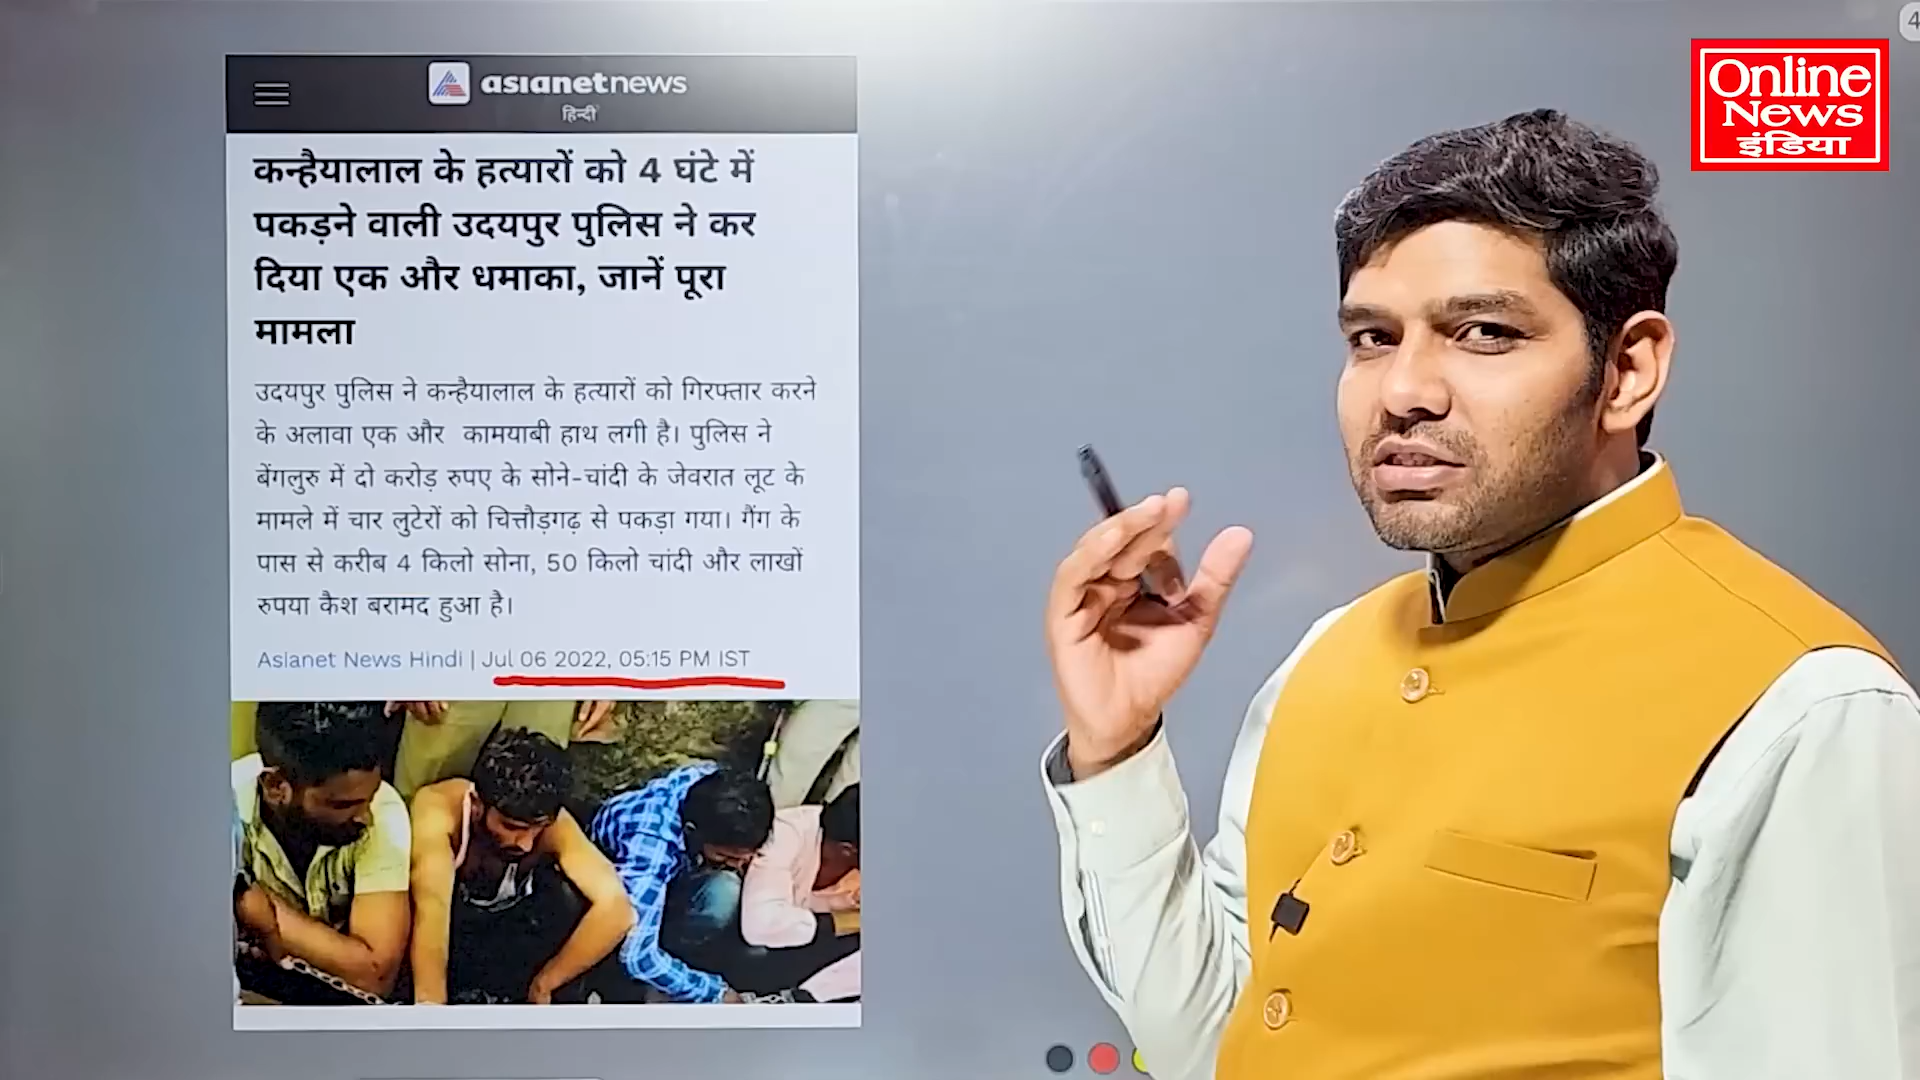 asianetnews
हिन्दी
कन्हैयालाल के हत्यारों को 4 घंटे में
पकड़ने वाली उदयपुर पुलिस ने कर
दिया एक और धमाका, जानें पूरा
मामला
उदयपुर पुलिस ने कन्हैयालाल के हत्यारों को गिरफ्तार करने
के अलावा एक और कामयाबी हाथ लगी है। पुलिस ने
बेंगलुरु में दो करोड़ रुपए के सोने-चांदी के जेवरात लूट के
मामले में चार लुटेरों को चित्तौड़गढ़ से पकड़ा गया। गैंग के
पास से करीब 4 किलो सोना, 50 किलो चांदी और लाखों
रुपया कैश बरामद हुआ है।
Asianet News Hindi | Jul 06 2022, 05:15 PM IST
Online
News
इंडिया
4